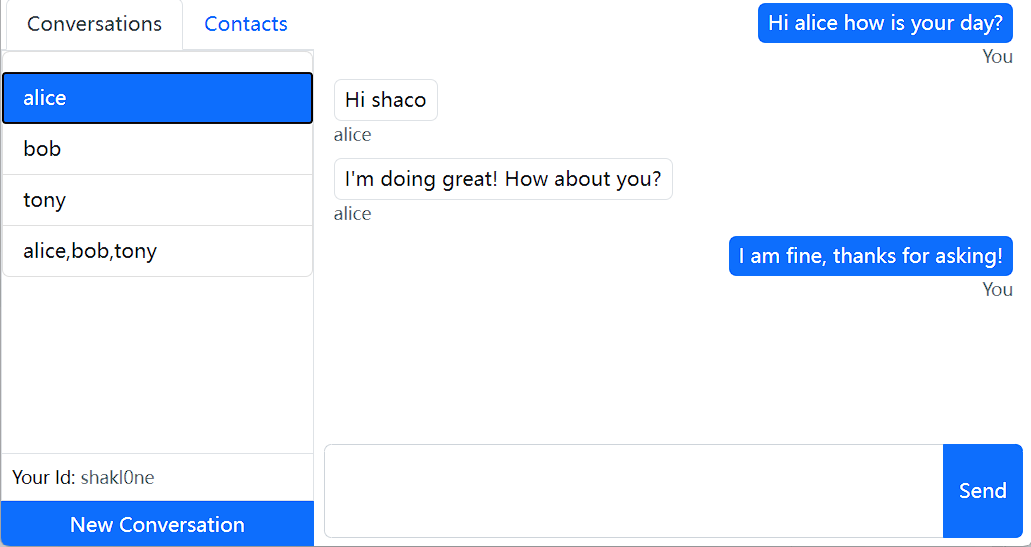 Conversations
Contacts
alice
bob
tony
alice,bob,tony
Your Id: shakl0ne
New Conversation
Hi alice how is your day?
You
Hi shaco
alice
I'm doing great! How about you?
alice
I am fine, thanks for asking!
You
Send